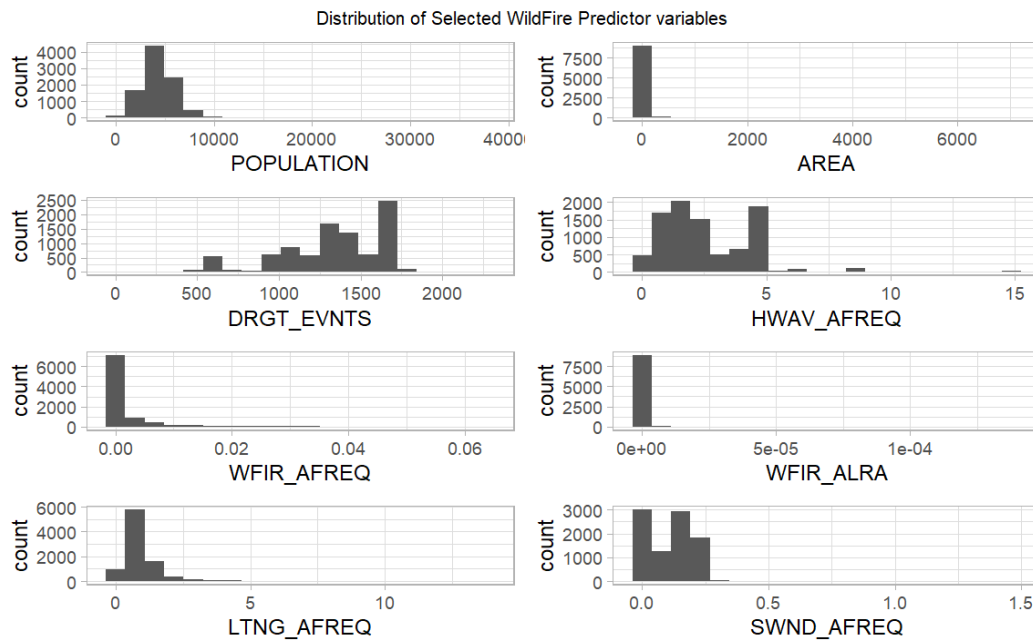 Distribution of Selected WildFire Predictor variables
count
4000
3000
2000
1000
0
0 10000 20000 30000 40000
POPULATION
count
7500
5000
2500
0
0 2000 4000 6000
AREA
count
2500
2000
1500
1000
500
0
0 500 1000 1500 2000
DRGT_EVNTS
count
2000
1500
1000
500
0
0 5 10 15
HWAV_AFREQ
count
6000
4000
2000
0
0.00 0.02 0.04 0.06
WFIR_AFREQ
count
7500
5000
2500
0
0e+00 5e-05 1e-04
WFIR_ALRA
count
6000
4000
2000
0
0 5 10
LTNG_AFREQ
count
3000
2000
1000
0
0.0 0.5 1.0 1.5
SWND_AFREQ